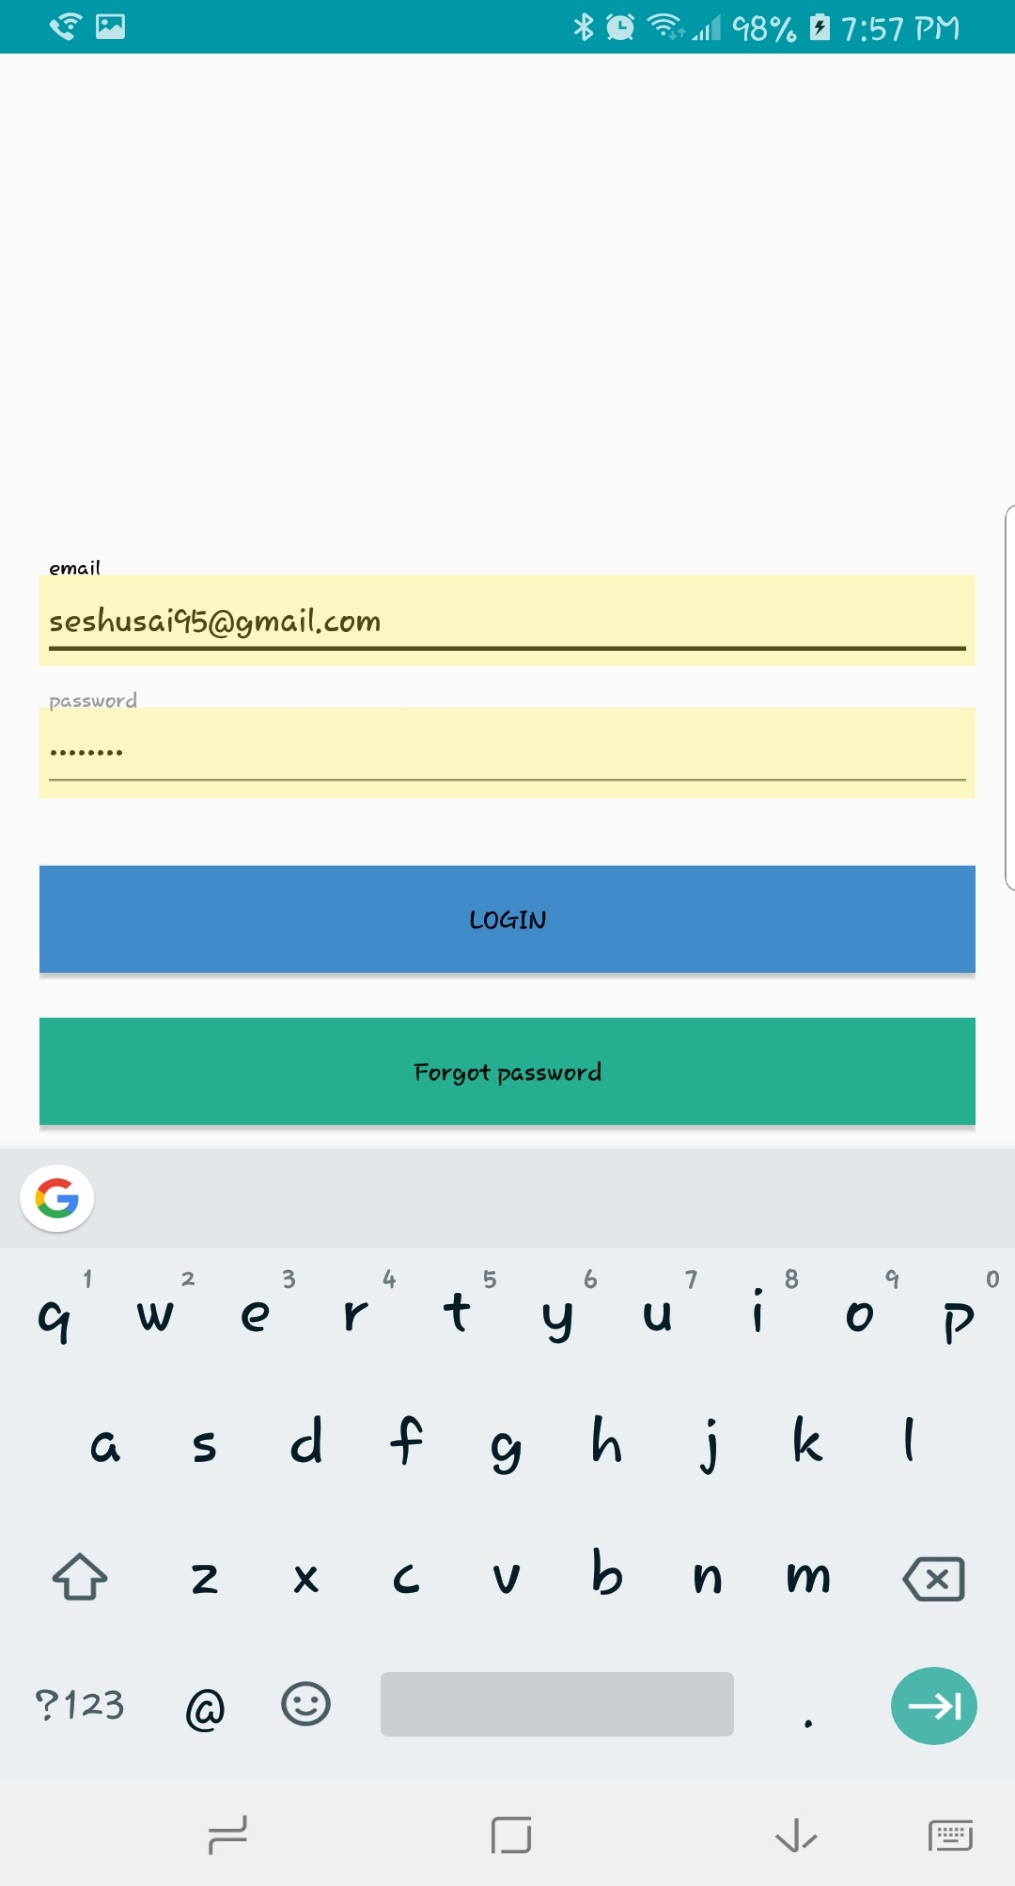 98% 7:57 PM
email
seshusai95@gmail.com
password
........
LOGIN
Forgot password
G
1 2 3 4 5 6 7 8 9 0
q w e r t y u i o p
a s d f g h j k l
z x c v b n m
?123 @ .